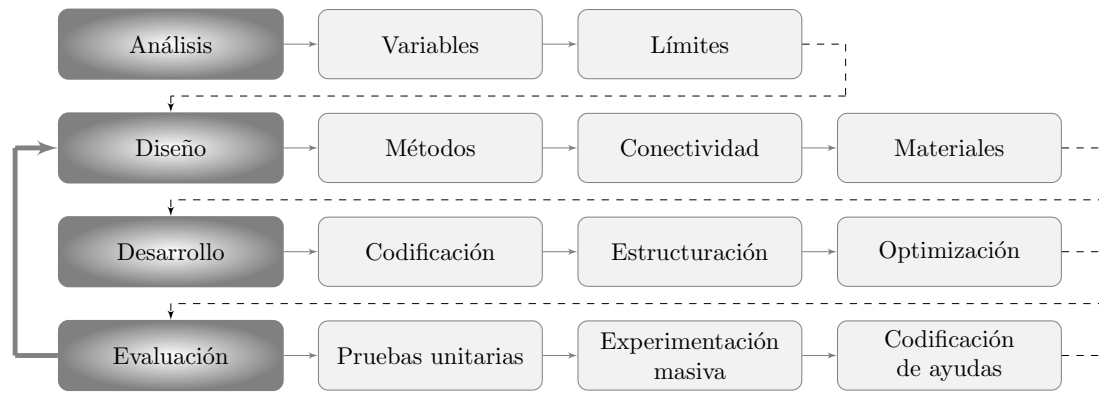 Análisis
Variables
Límites
Diseño
Métodos
Conectividad
Materiales
Desarrollo
Codificación
Estructuración
Optimización
Evaluación
Pruebas unitarias
Experimentación
masiva
Codificación
de ayudas